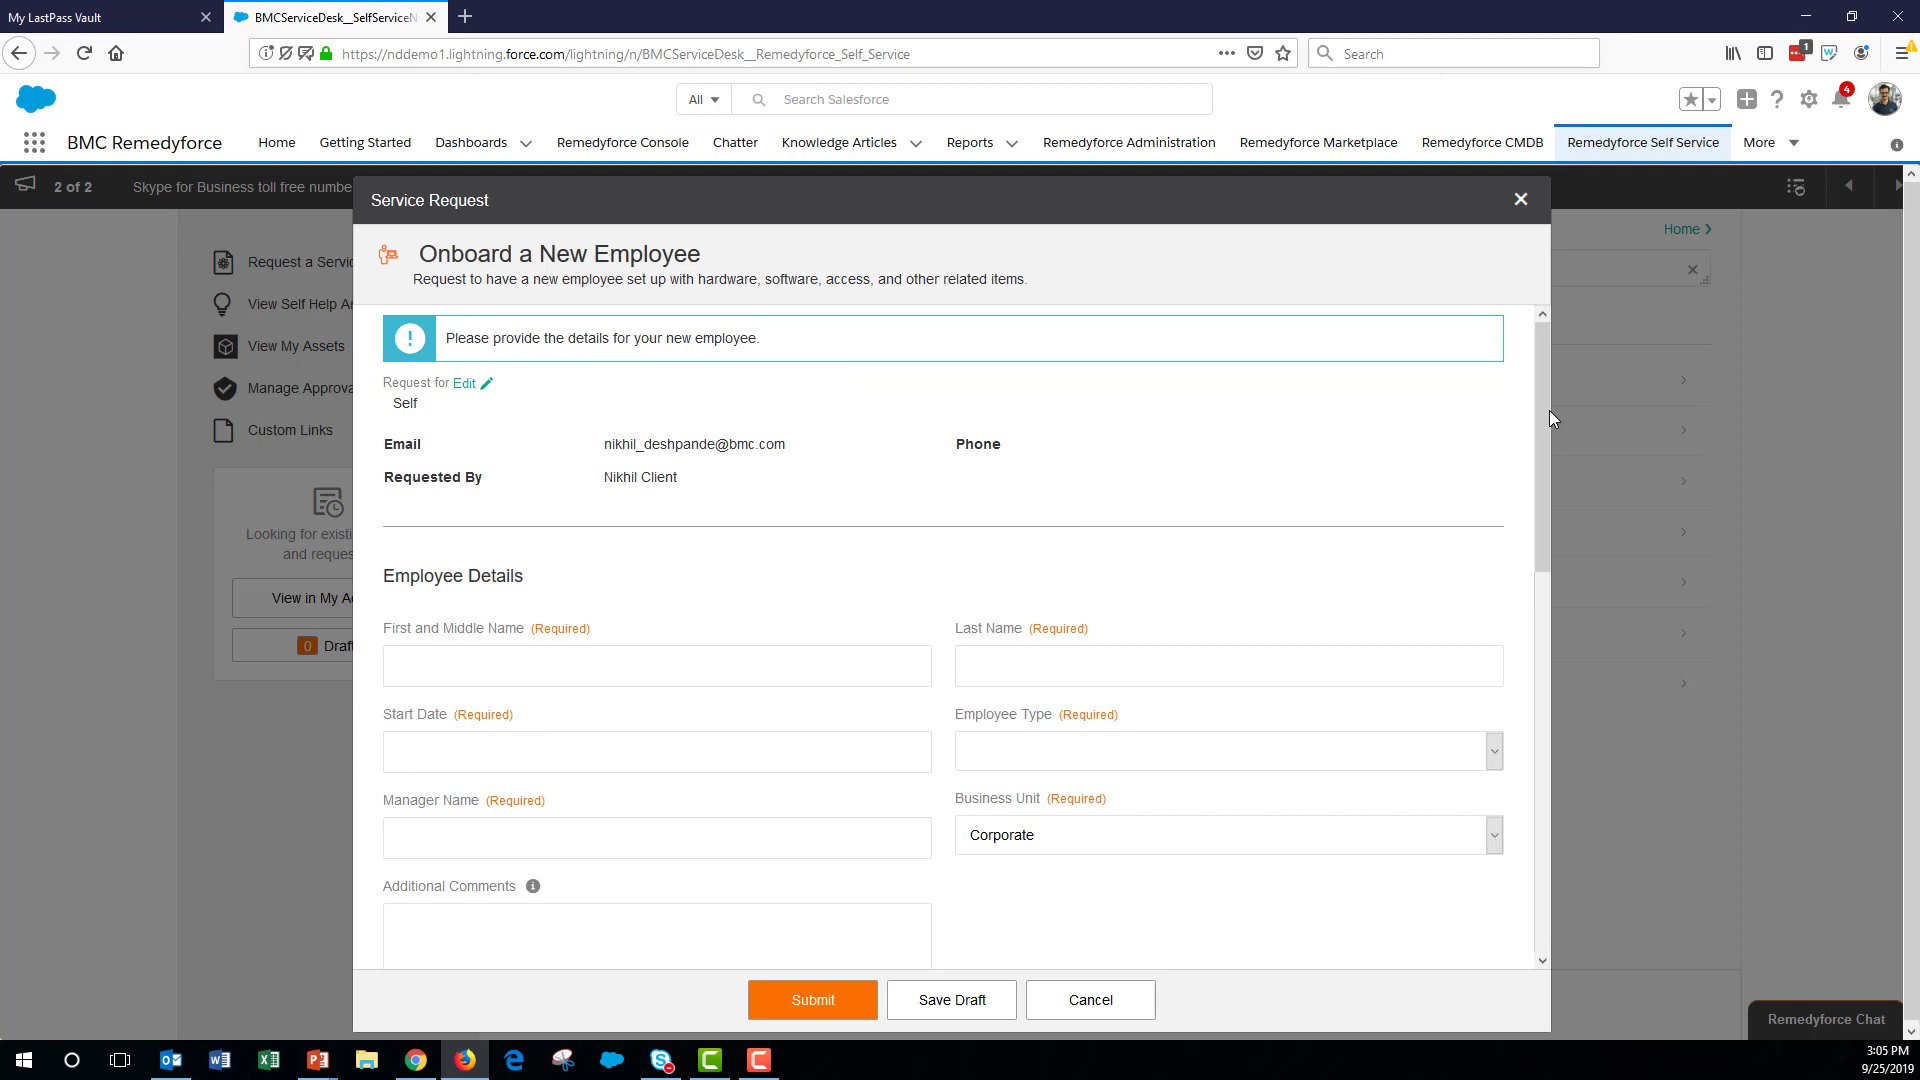 My LastPass Vault
BMCServiceDesk__SelfServiceN
https://nddemo1.lightning.force.com/lightning/n/BMCServiceDesk__Remedyforce_Self_Service
Search
1
All
Search Salesforce
4
BMC Remedyforce
Home
Getting Started
Dashboards
Remedyforce Console
Chatter
Knowledge Articles
Reports
Remedyforce Administration
Remedyforce Marketplace
Remedyforce CMDB
Remedyforce Self Service
More
2 of 2
Skype for Business toll free numbe
Service Request
Onboard a New Employee
Request to have a new employee set up with hardware, software, access, and other related items.
Home
Request a Servic
View Self Help Ar
View My Assets
Manage Approva
Custom Links
Looking for existi
and reques
View in My Ac
0 Draft
Please provide the details for your new employee.
Request for Edit
Self
Email
nikhil_deshpande@bmc.com
Phone
Requested By
Nikhil Client
Employee Details
First and Middle Name (Required)
Last Name (Required)
Start Date (Required)
Employee Type (Required)
Manager Name (Required)
Business Unit (Required)
Corporate
Additional Comments
Submit
Save Draft
Cancel
Remedyforce Chat
3:05 PM
9/25/2019